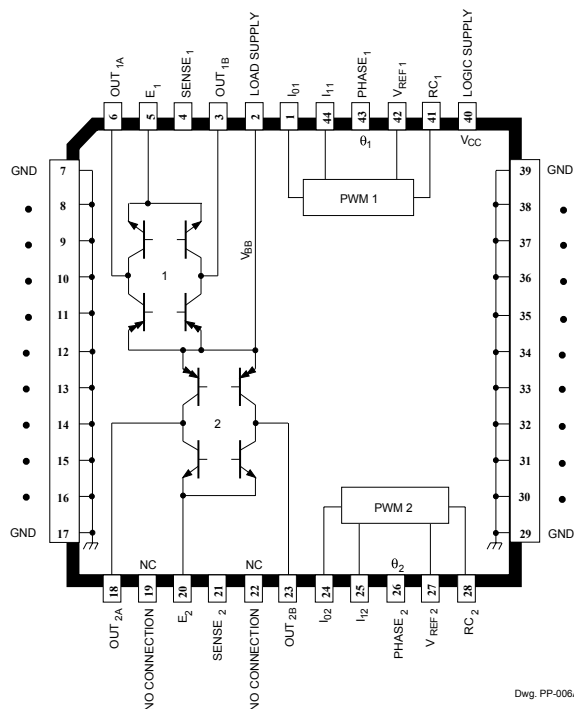 OUT 1A
E 1
SENSE 1
OUT 1B
LOAD SUPPLY
I 01
I 11
PHASE 1
V REF 1
RC 1
LOGIC SUPPLY
6
5
4
3
2
1
44
43
42
41
40
θ 1
V CC
GND
7
8
9
10
11
12
13
14
15
16
17
GND
PWM 1
V BB
1
2
PWM 2
GND
39
38
37
36
35
34
33
32
31
30
29
GND
NC
NC
θ 2
18
19
20
21
22
23
24
25
26
27
28
OUT 2A
NO CONNECTION
E 2
SENSE 2
NO CONNECTION
OUT 2B
I 02
I 12
PHASE 2
V REF 2
RC 2